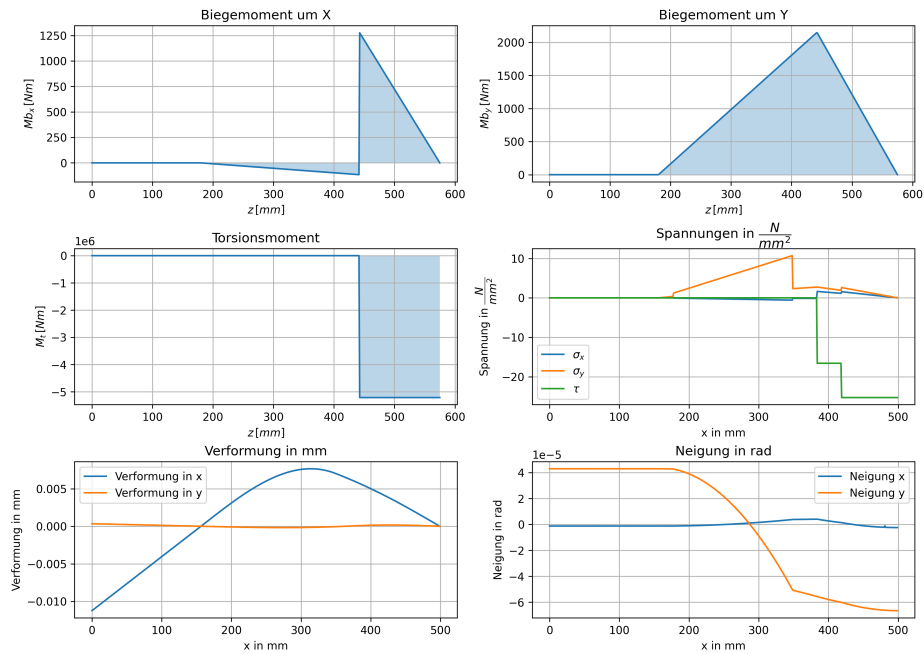 Biegemoment um X
Mb_x [Nm]
1250
1000
750
500
250
0
0 100 200 300 400 500 600
z [mm]
Biegemoment um Y
Mb_y [Nm]
2000
1500
1000
500
0
0 100 200 300 400 500 600
z [mm]
Torsionsmoment
1e6
M_t [Nm]
0
−1
−2
−3
−4
−5
0 100 200 300 400 500 600
z [mm]
Spannungen in N/mm²
Spannung in N/mm²
10
0
−10
−20
σ_x
σ_y
τ
0 100 200 300 400 500
x in mm
Verformung in mm
Verformung in mm
0.005
0.000
−0.005
−0.010
Verformung in x
Verformung in y
0 100 200 300 400 500
x in mm
Neigung in rad
1e−5
Neigung in rad
4
2
0
−2
−4
−6
Neigung x
Neigung y
0 100 200 300 400 500
x in mm